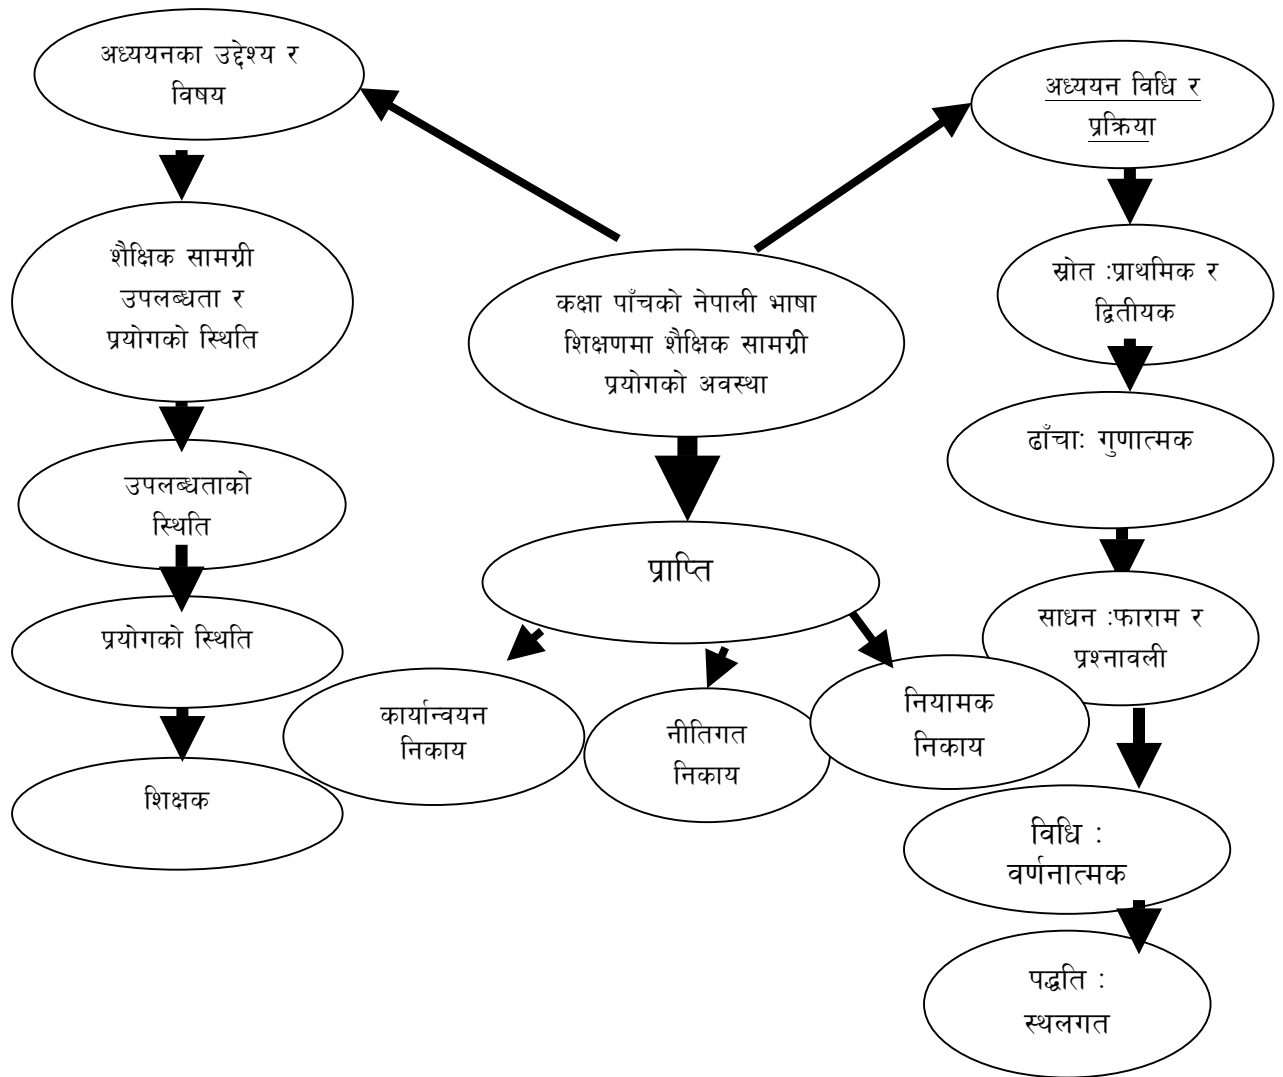 अध्ययनका उद्देश्य र
विषय
शैक्षिक सामग्री
उपलब्धता र
प्रयोगको स्थिति
उपलब्धताको
स्थिति
प्रयोगको स्थिति
शिक्षक
कक्षा पाँचको नेपाली भाषा
शिक्षणमा शैक्षिक सामग्री
प्रयोगको अवस्था
प्राप्ति
कार्यान्वयन
निकाय
नीतिगत
निकाय
नियामक
निकाय
अध्ययन विधि र
प्रक्रिया
स्रोत :प्राथमिक र
द्वितीयक
ढाँचा: गुणात्मक
साधन :फाराम र
प्रश्नावली
विधि :
वर्णनात्मक
पद्धति :
स्थलगत